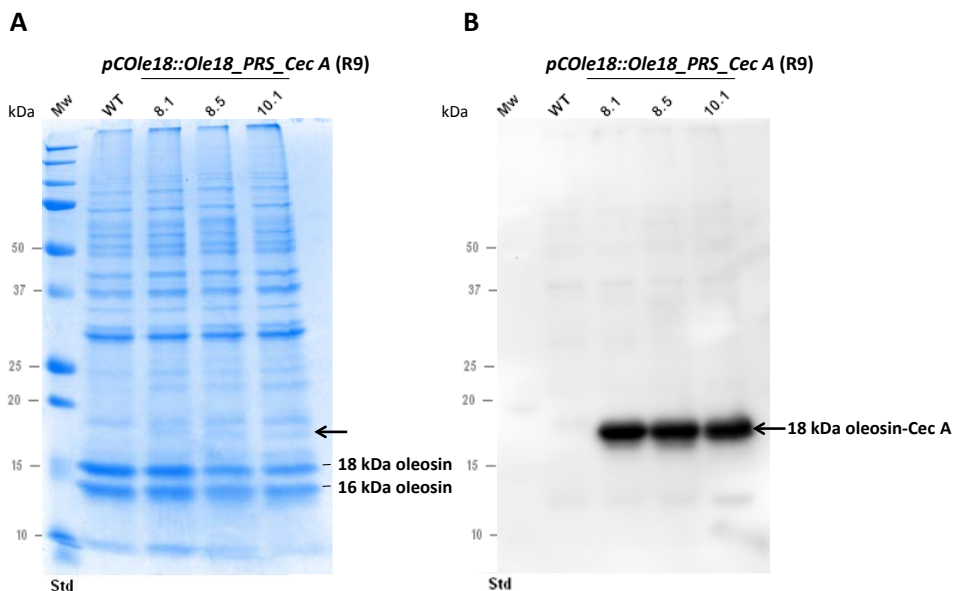 A
pCOle18::Ole18_PRS_Cec A (R9)
kDa
Mw
WT
8.1
8.5
10.1
50
37
25
20
15
10
18 kDa oleosin
16 kDa oleosin
Std
B
pCOle18::Ole18_PRS_Cec A (R9)
kDa
Mw
WT
8.1
8.5
10.1
50
37
25
20
15
10
18 kDa oleosin-Cec A
Std